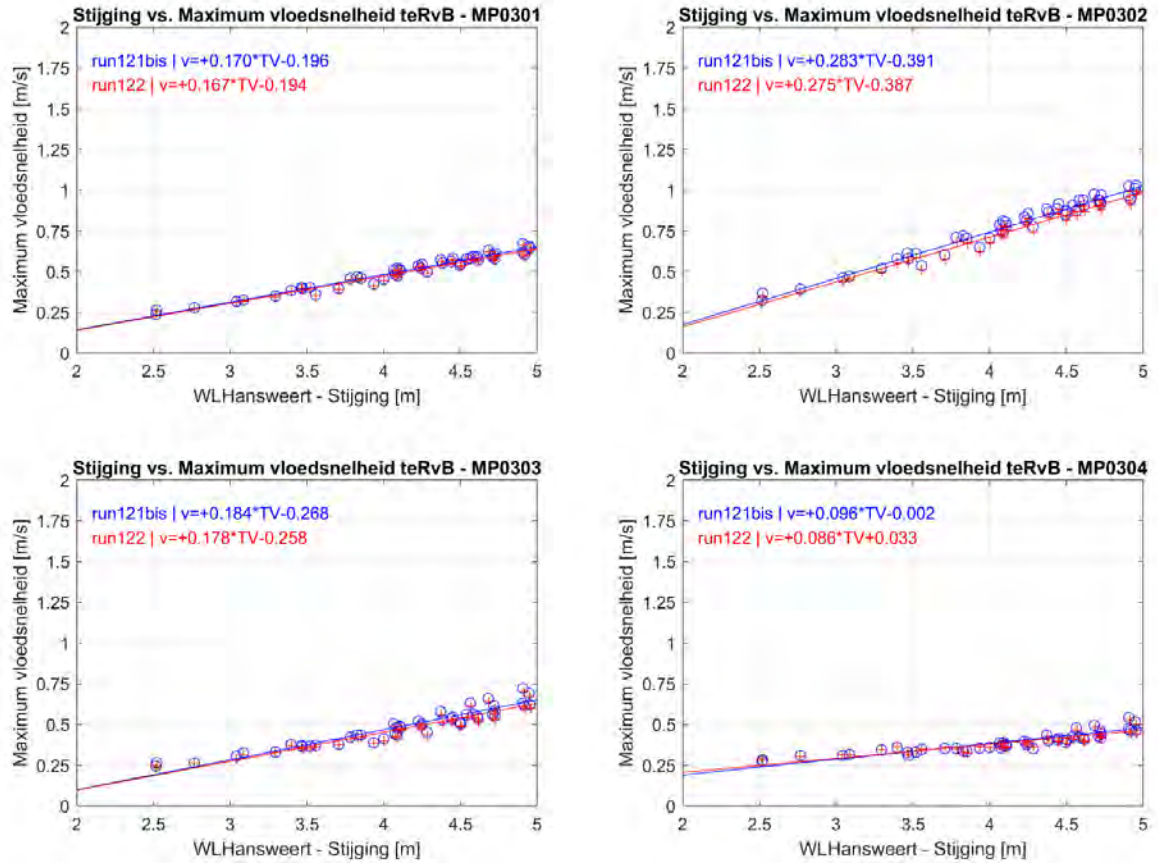 Stijging vs. Maximum vloedsnelheid teRvB - MP0301
2
1.75
1.5
1.25
1
0.75
0.5
0.25
0
Maximum vloedsnelheid [m/s]
run121bis | v=+0.170*TV-0.196
run122 | v=+0.167*TV-0.194
2 2.5 3 3.5 4 4.5 5
WLHansweert - Stijging [m]
Stijging vs. Maximum vloedsnelheid teRvB - MP0302
2
1.75
1.5
1.25
1
0.75
0.5
0.25
0
Maximum vloedsnelheid [m/s]
run121bis | v=+0.283*TV-0.391
run122 | v=+0.275*TV-0.387
2 2.5 3 3.5 4 4.5 5
WLHansweert - Stijging [m]
Stijging vs. Maximum vloedsnelheid teRvB - MP0303
2
1.75
1.5
1.25
1
0.75
0.5
0.25
0
Maximum vloedsnelheid [m/s]
run121bis | v=+0.184*TV-0.268
run122 | v=+0.178*TV-0.258
2 2.5 3 3.5 4 4.5 5
WLHansweert - Stijging [m]
Stijging vs. Maximum vloedsnelheid teRvB - MP0304
2
1.75
1.5
1.25
1
0.75
0.5
0.25
0
Maximum vloedsnelheid [m/s]
run121bis | v=+0.096*TV-0.002
run122 | v=+0.086*TV+0.033
2 2.5 3 3.5 4 4.5 5
WLHansweert - Stijging [m]